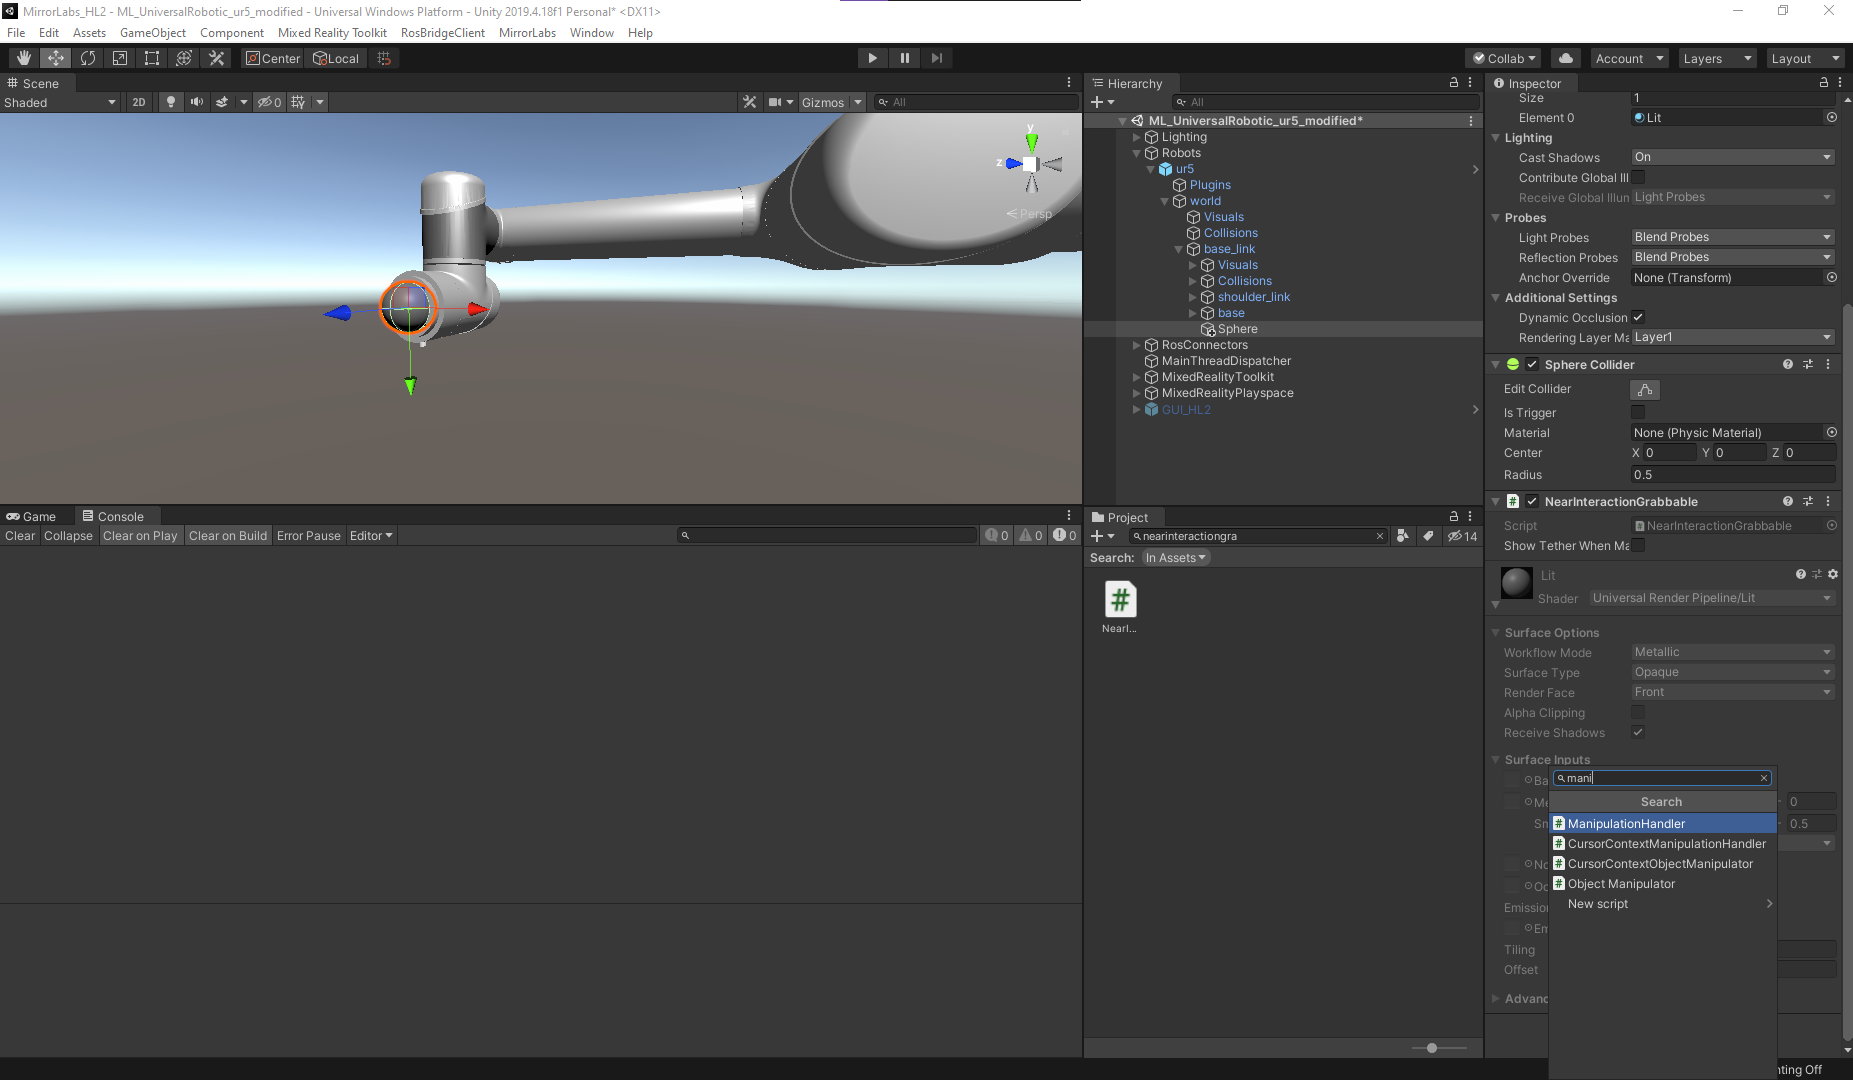 MirrorLabs_HL2 - ML_UniversalRobotic_ur5_modified - Universal Windows Platform - Unity 2019.4.18f1 Personal* <DX11>
File Edit Assets GameObject Component Mixed Reality Toolkit RosBridgeClient MirrorLabs Window Help
Center Local Collab Account Layers Layout
Scene
Shaded 2D 0 Gizmos All
y
z
Persp
Game Console
Clear Collapse Clear on Play Clear on Build Error Pause Editor 0 0 0
Hierarchy
All
ML_UniversalRobotic_ur5_modified*
Lighting
Robots
ur5
Plugins
world
Visuals
Collisions
base_link
Visuals
Collisions
shoulder_link
base
Sphere
RosConnectors
MainThreadDispatcher
MixedRealityToolkit
MixedRealityPlayspace
GUI_HL2
Project
nearinteractiongra 14
Search: In Assets
#
NearI...
Inspector
Size 1
Element 0 Lit
Lighting
Cast Shadows On
Contribute Global Ill
Receive Global Illun Light Probes
Probes
Light Probes Blend Probes
Reflection Probes Blend Probes
Anchor Override None (Transform)
Additional Settings
Dynamic Occlusion
Rendering Layer Ma Layer1
Sphere Collider
Edit Collider
Is Trigger
Material None (Physic Material)
Center X 0 Y 0 Z 0
Radius 0.5
# NearInteractionGrabbable
Script NearInteractionGrabbable
Show Tether When Ma
Lit
Shader Universal Render Pipeline/Lit
Surface Options
Workflow Mode Metallic
Surface Type Opaque
Render Face Front
Alpha Clipping
Receive Shadows
Surface Inputs
Ba
Me 0
Sm 0.5
No
Oc
Emission
Em
Tiling
Offset
Advanc
mani
Search
# ManipulationHandler
# CursorContextManipulationHandler
# CursorContextObjectManipulator
# Object Manipulator
New script
nting Off